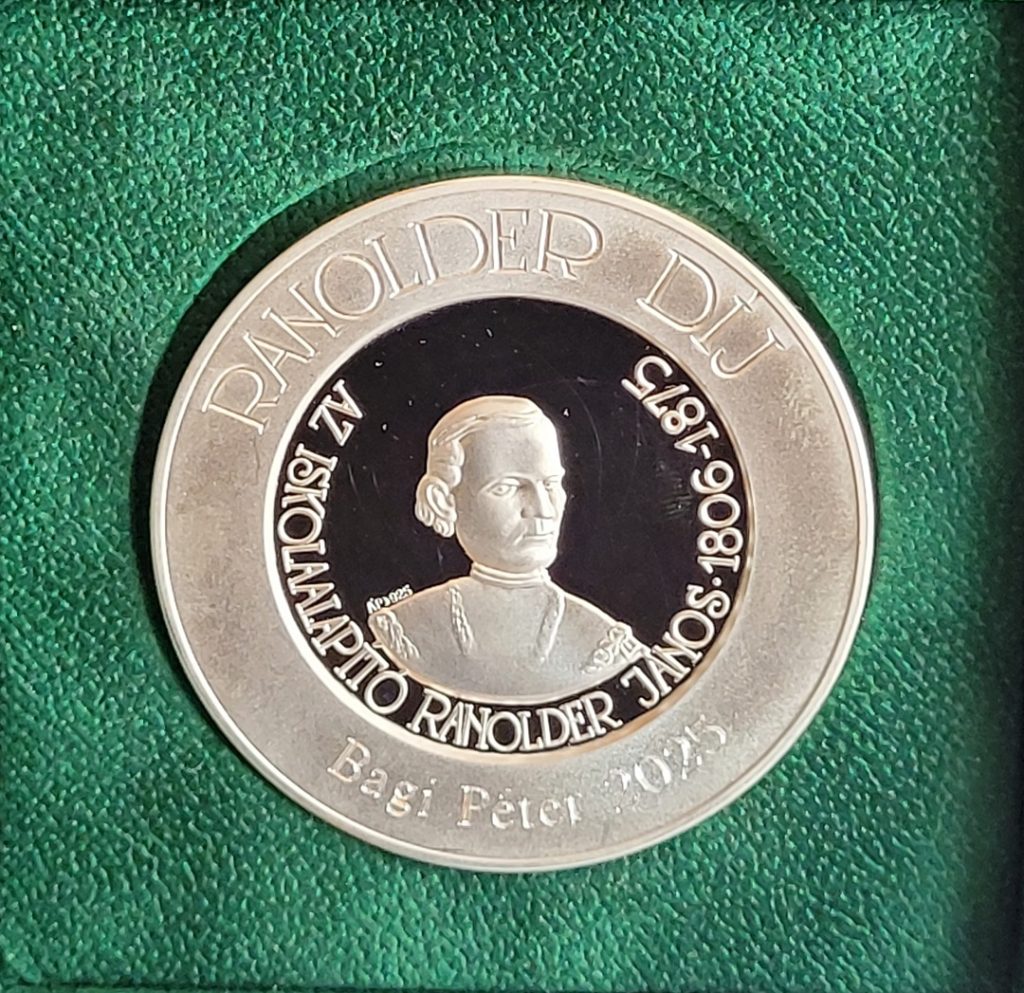 RANOLDER DÍJ
AZ ISKOLAALAPÍTÓ RANOLDER JÁNOS·1806-1875
Bagi Péter 2025